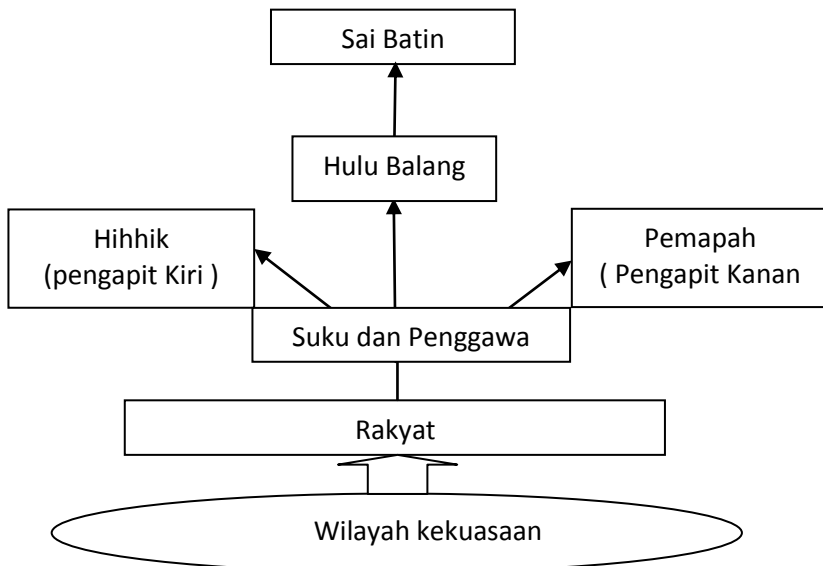 Sai Batin
Hulu Balang
Hihhik
(pengapit Kiri )
Pemapah
( Pengapit Kanan
Suku dan Penggawa
Rakyat
Wilayah kekuasaan